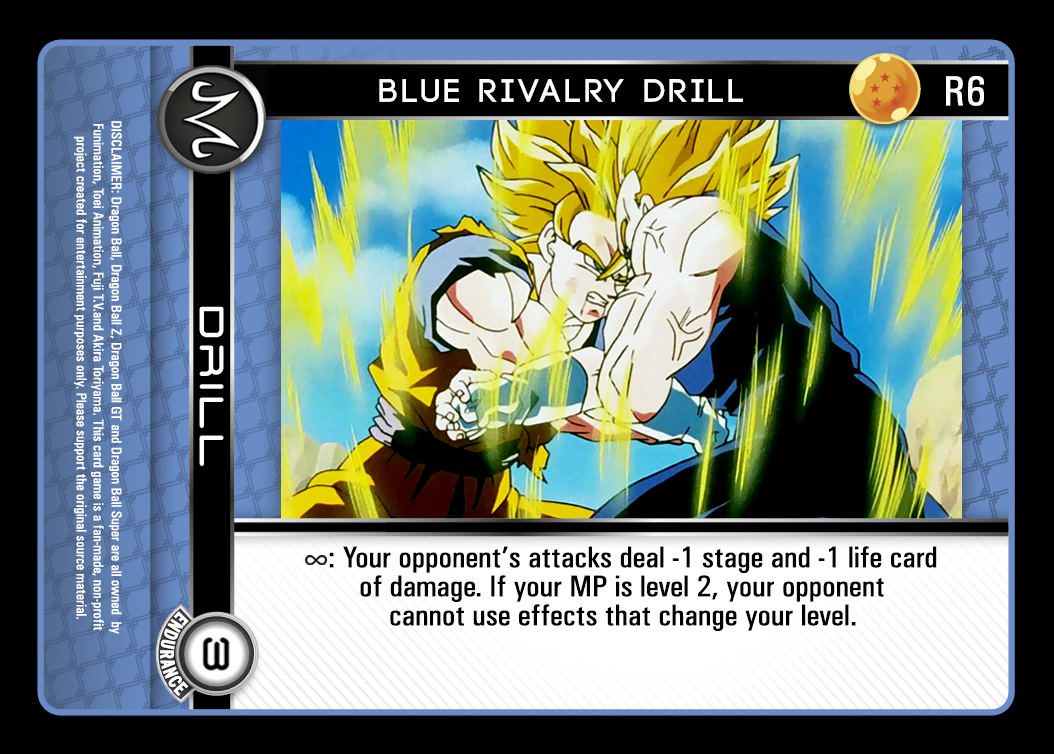 BLUE RIVALRY DRILL
R6
DRILL
∞: Your opponent's attacks deal -1 stage and -1 life card
of damage. If your MP is level 2, your opponent
cannot use effects that change your level.
ENDURANCE
3
DISCLAIMER: Dragon Ball, Dragon Ball Z, Dragon Ball GT and Dragon Ball Super are all owned by
Funimation, Toei Animation, Fuji T.V.and Akira Toriyama. This card game is a fan-made, non-profit
project created for entertainment purposes only. Please support the original source material.